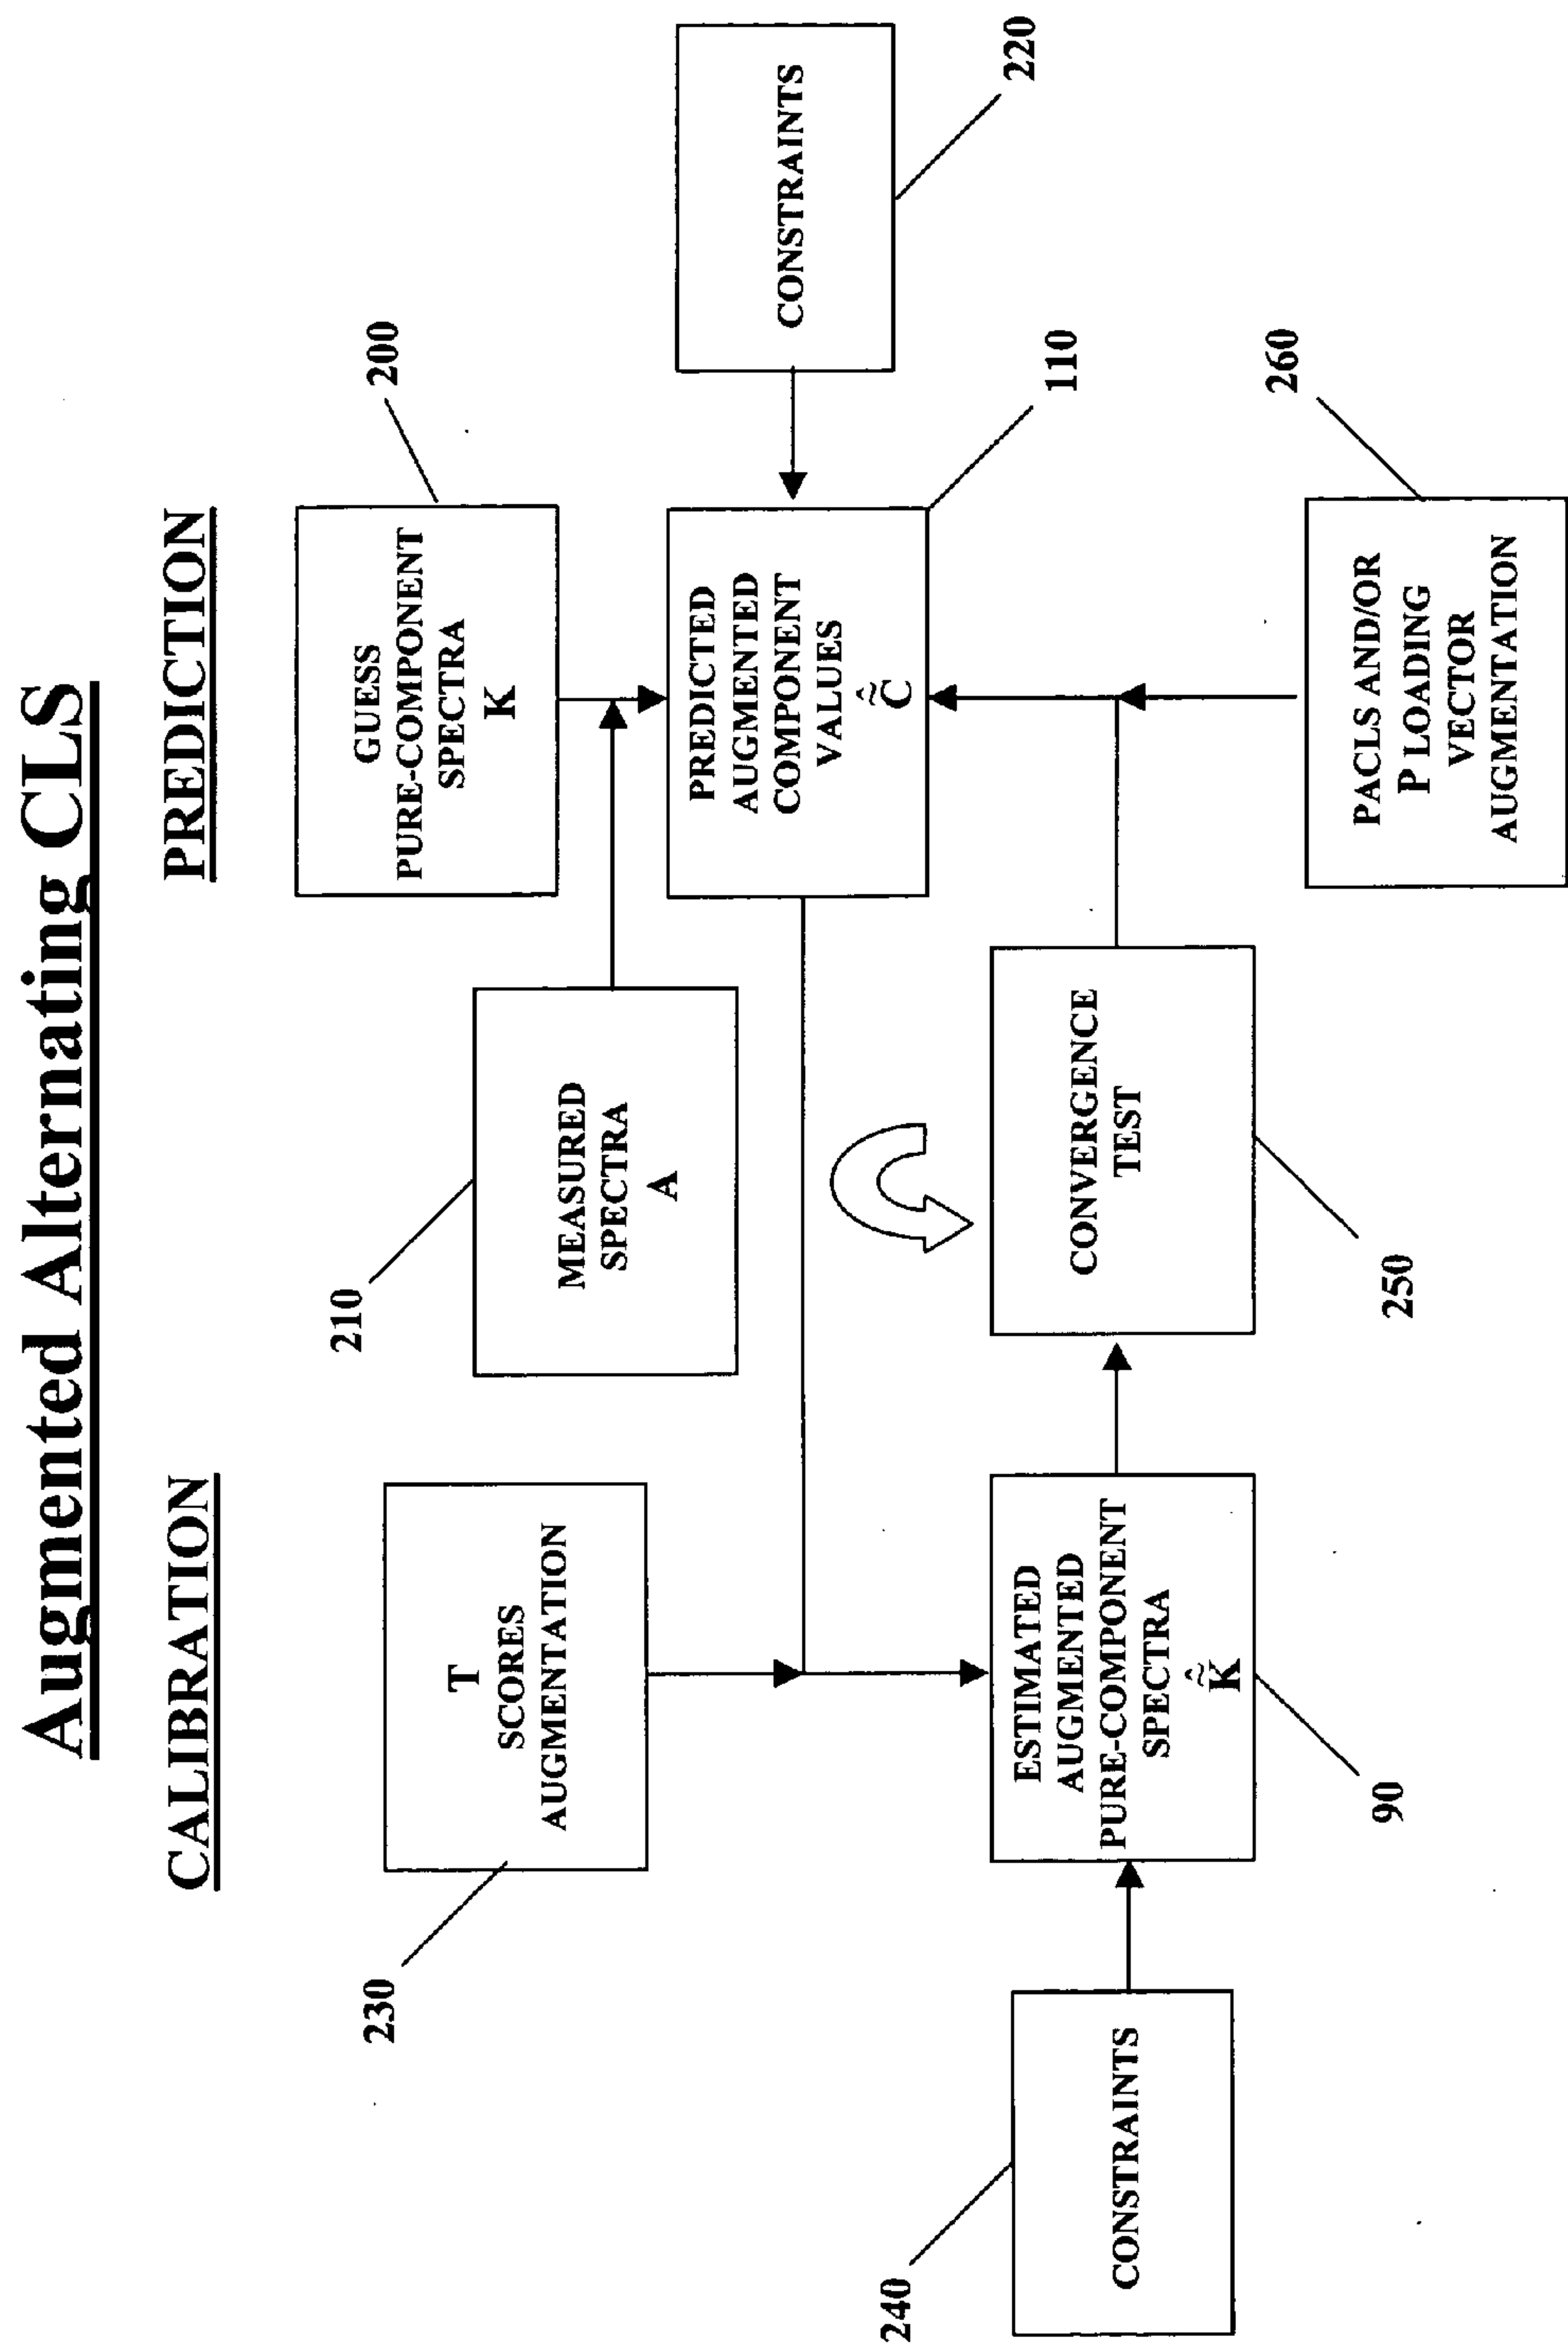 Augmented Alternating CLS
CALIBRATION
PREDICTION
230
T
SCORES
AUGMENTATION
210
MEASURED
SPECTRA
A
200
GUESS
PURE-COMPONENT
SPECTRA
K
240
CONSTRAINTS
ESTIMATED
AUGMENTED
PURE-COMPONENT
SPECTRA
K̃̂
90
CONVERGENCE
TEST
250
PREDICTED
AUGMENTED
COMPONENT
VALUES
C̃̂
110
CONSTRAINTS
220
PACLS AND/OR
P LOADING
VECTOR
AUGMENTATION
260